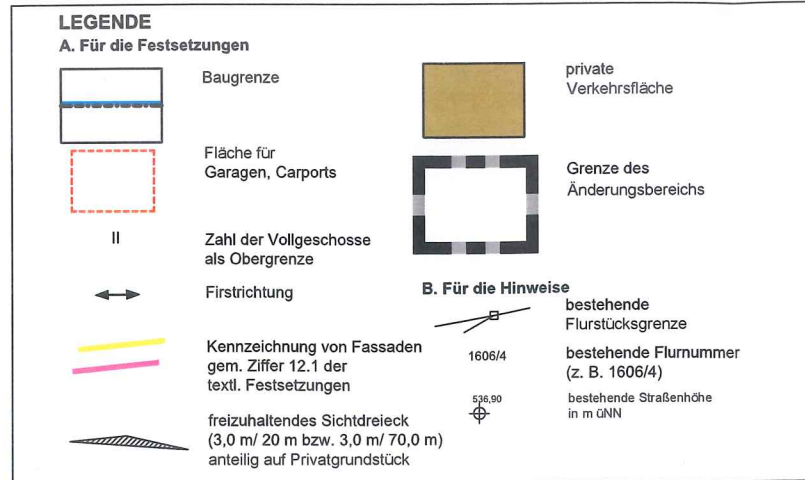 LEGENDE
A. Für die Festsetzungen
Baugrenze
Fläche für
Garagen, Carports
II
Zahl der Vollgeschosse
als Obergrenze
Firstrichtung
Kennzeichnung von Fassaden
gem. Ziffer 12.1 der
textl. Festsetzungen
freizuhaltendes Sichtdreieck
(3,0 m/ 20 m bzw. 3,0 m/ 70,0 m)
anteilig auf Privatgrundstück
private
Verkehrsfläche
Grenze des
Änderungsbereichs
B. Für die Hinweise
bestehende
Flurstücksgrenze
1606/4
bestehende Flurnummer
(z. B. 1606/4)
536,90
bestehende Straßenhöhe
in m üNN